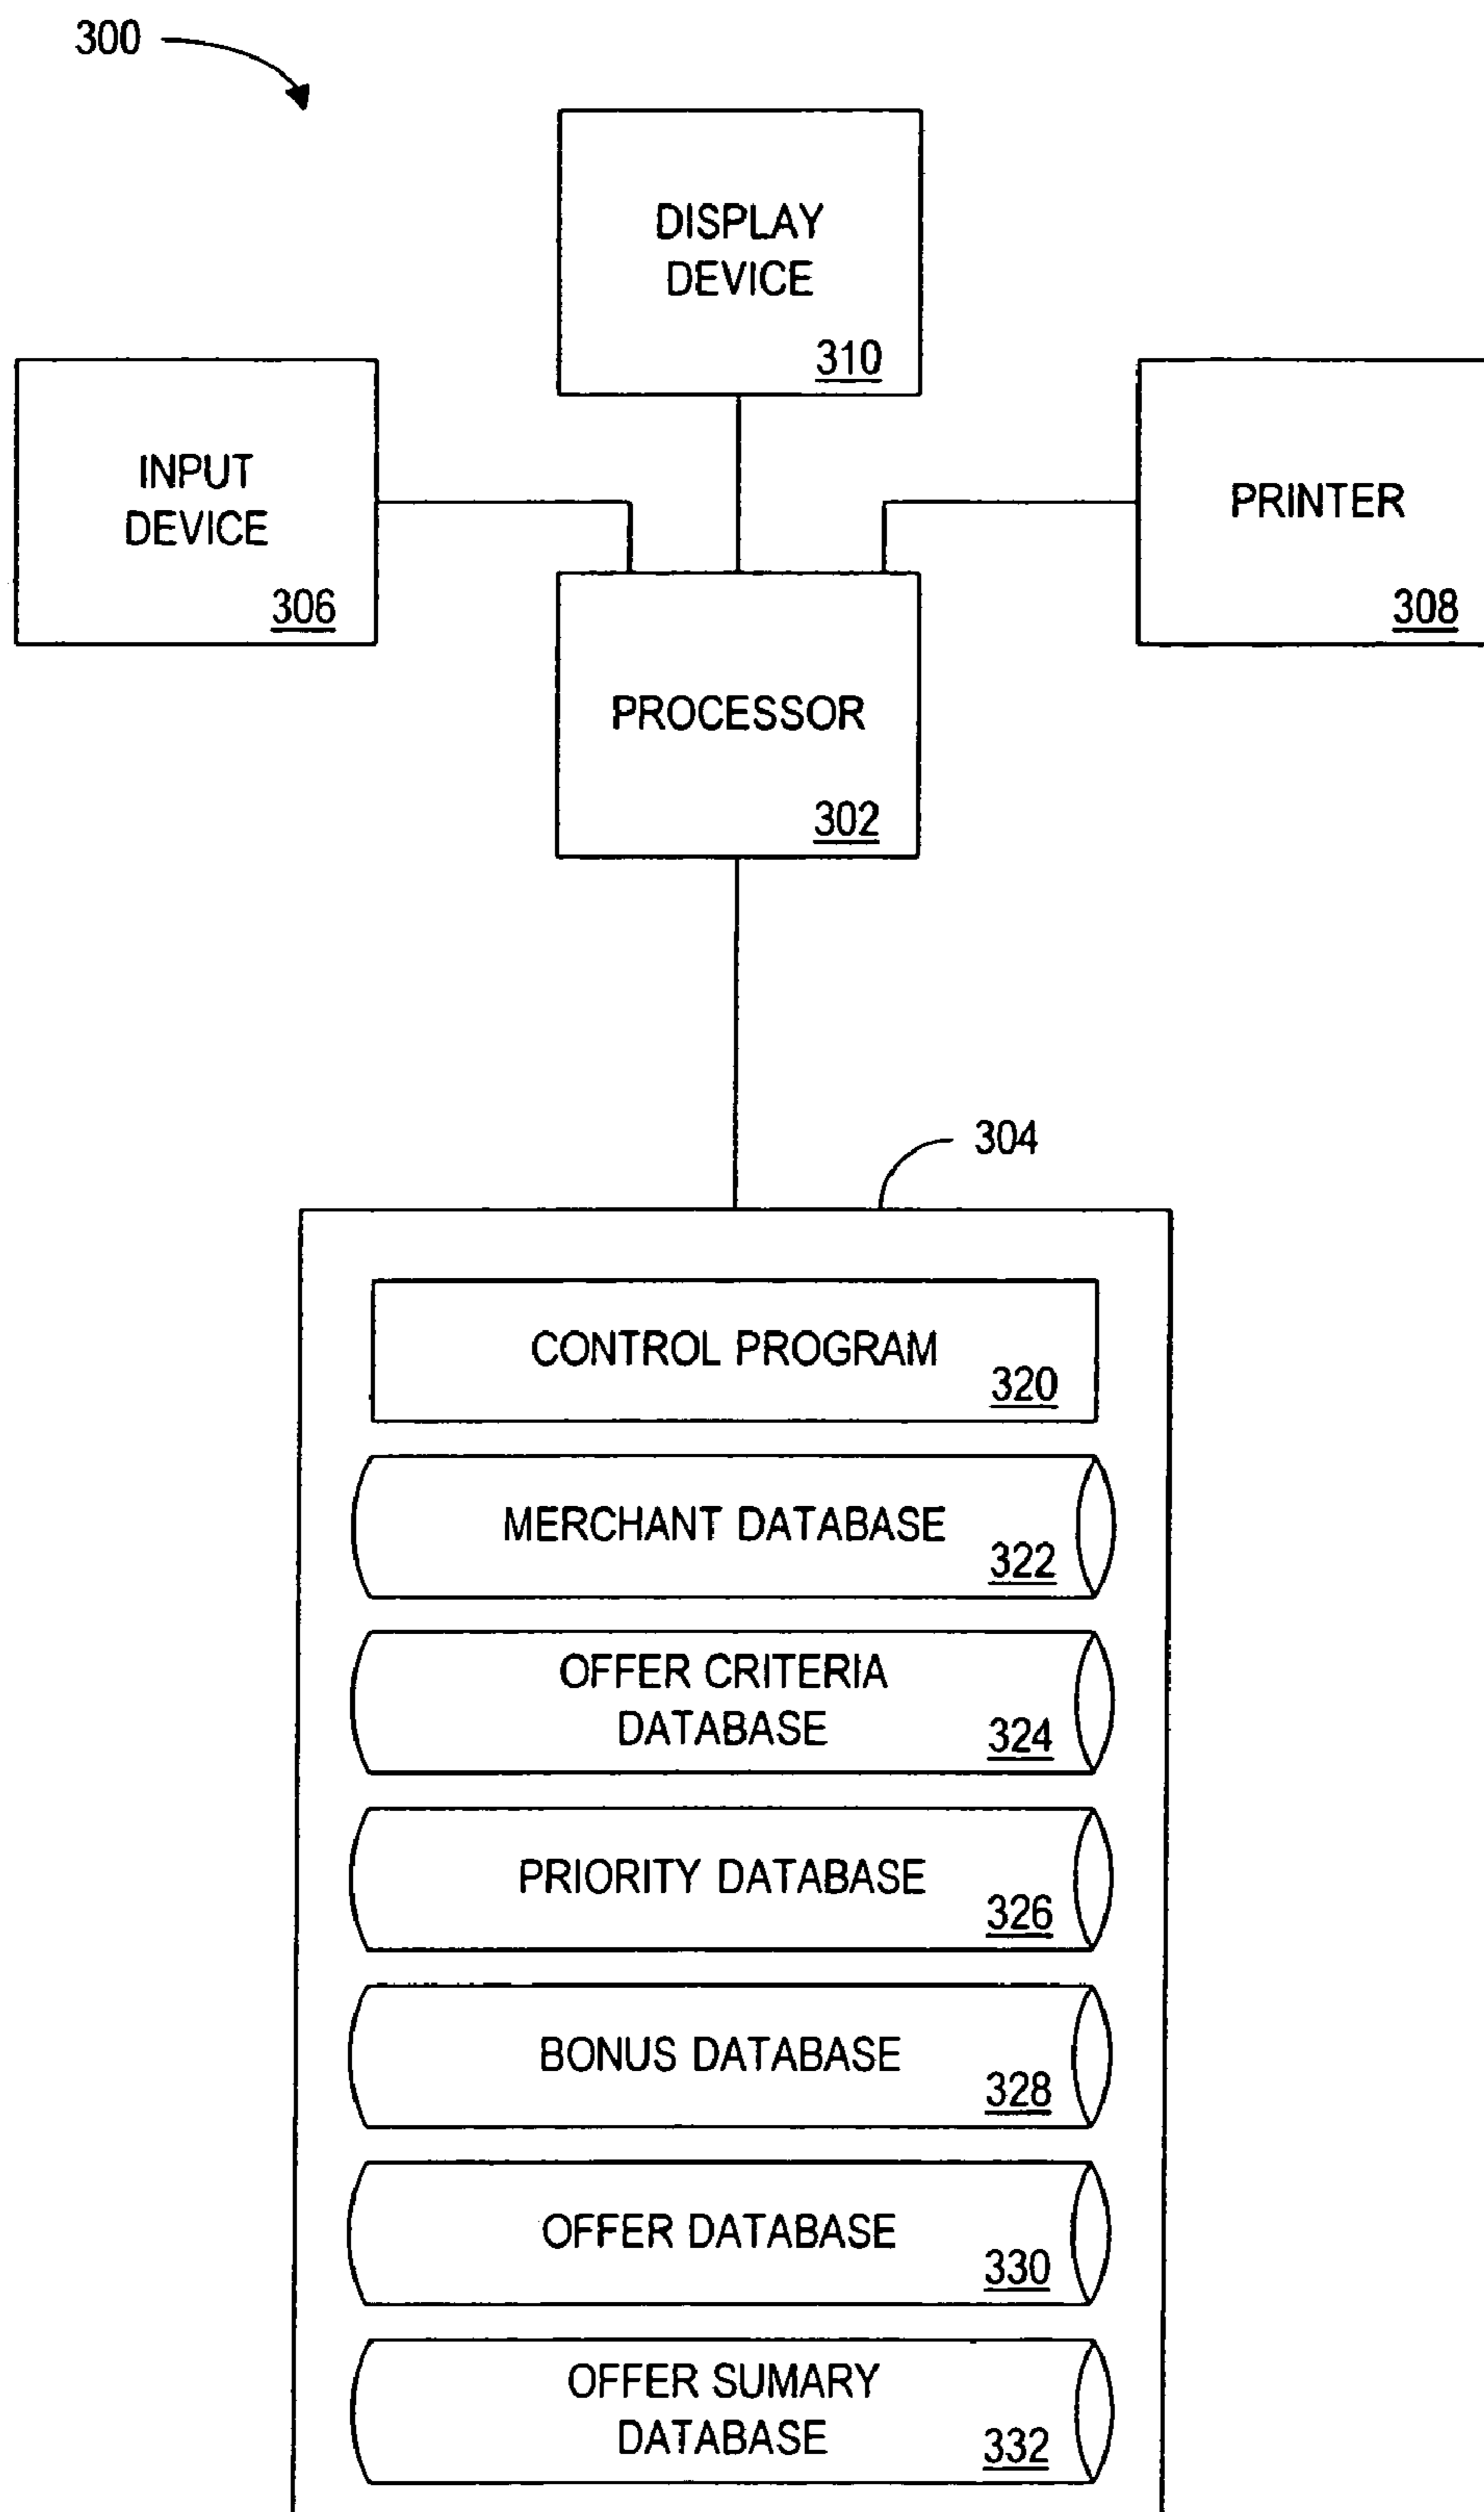 300
DISPLAY
DEVICE
310
INPUT
DEVICE
306
PRINTER
308
PROCESSOR
302
304
CONTROL PROGRAM
320
MERCHANT DATABASE
322
OFFER CRITERIA
DATABASE
324
PRIORITY DATABASE
326
BONUS DATABASE
328
OFFER DATABASE
330
OFFER SUMARY
DATABASE
332